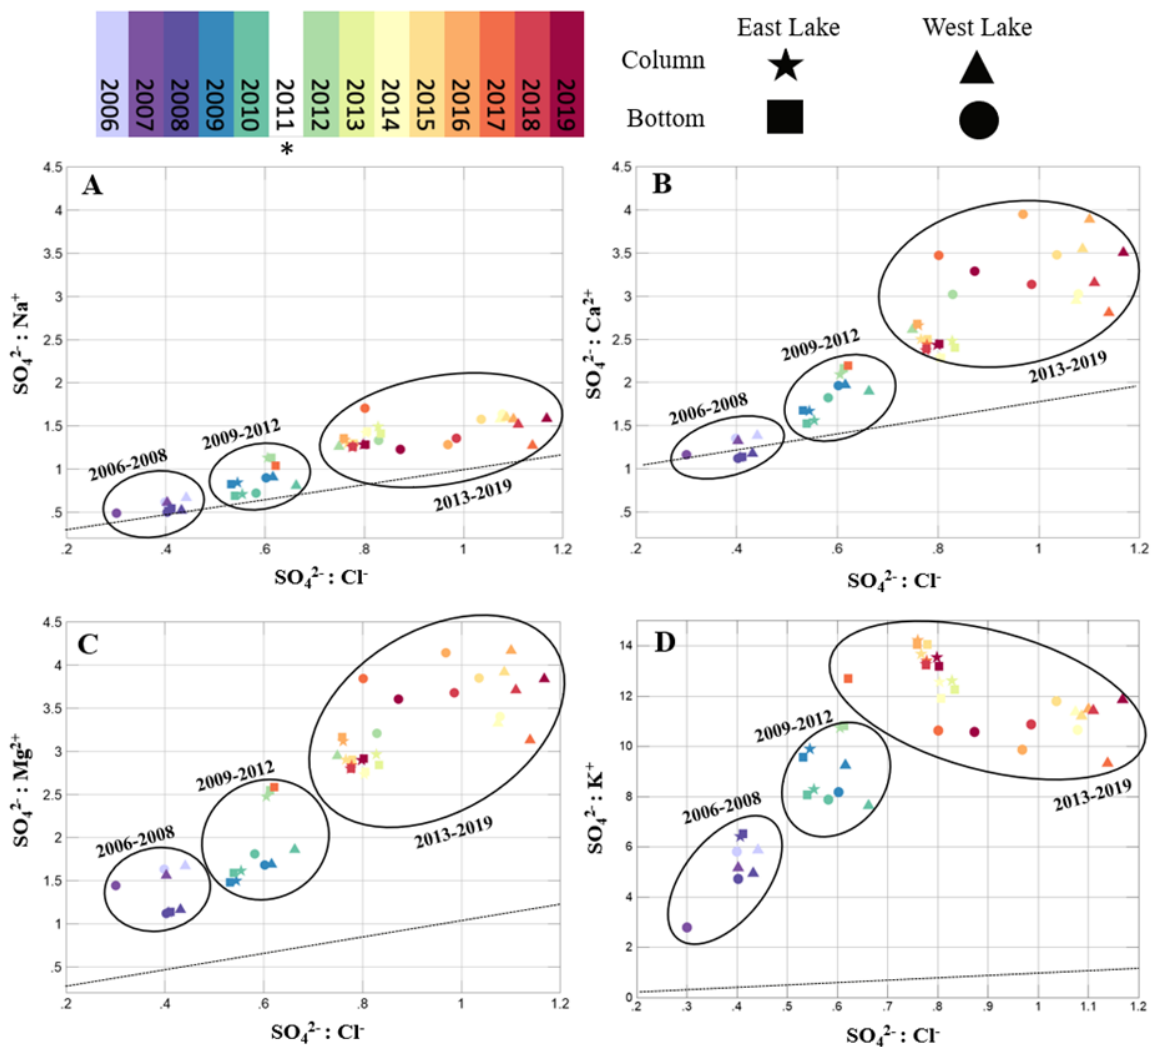 2006 2007 2008 2009 2010 2011 2012 2013 2014 2015 2016 2017 2018 2019
*
East Lake West Lake
Column
Bottom
A
4.5
4
3.5
3
2.5
2
1.5
1
.5
.2 .4 .6 .8 1 1.2
SO₄²⁻ : Na⁺
SO₄²⁻ : Cl⁻
2006-2008
2009-2012
2013-2019
B
4.5
4
3.5
3
2.5
2
1.5
1
.5
.2 .4 .6 .8 1 1.2
SO₄²⁻ : Ca²⁺
SO₄²⁻ : Cl⁻
2006-2008
2009-2012
2013-2019
C
4.5
4
3.5
3
2.5
2
1.5
1
.5
.2 .4 .6 .8 1 1.2
SO₄²⁻ : Mg²⁺
SO₄²⁻ : Cl⁻
2006-2008
2009-2012
2013-2019
D
14
12
10
8
6
4
2
0
.2 .3 .4 .5 .6 .7 .8 .9 1 1.1 1.2
SO₄²⁻ : K⁺
SO₄²⁻ : Cl⁻
2006-2008
2009-2012
2013-2019